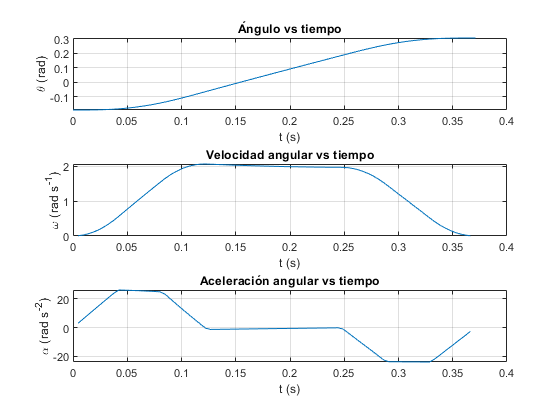 Ángulo vs tiempo
0.3
0.2
0.1
0
-0.1
θ (rad)
0 0.05 0.1 0.15 0.2 0.25 0.3 0.35 0.4
t (s)
Velocidad angular vs tiempo
2
1
0
ω (rad s⁻¹)
0 0.05 0.1 0.15 0.2 0.25 0.3 0.35 0.4
t (s)
Aceleración angular vs tiempo
20
0
-20
α (rad s⁻²)
0 0.05 0.1 0.15 0.2 0.25 0.3 0.35 0.4
t (s)